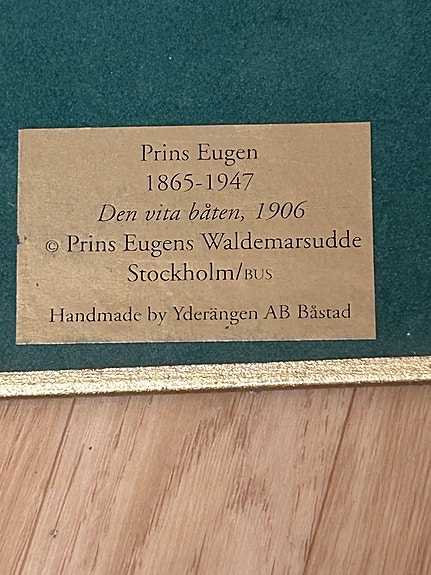 Prins Eugen
1865-1947
Den vita båten, 1906
© Prins Eugens Waldemarsudde
Stockholm/BUS
Handmade by Yderängen AB Båstad